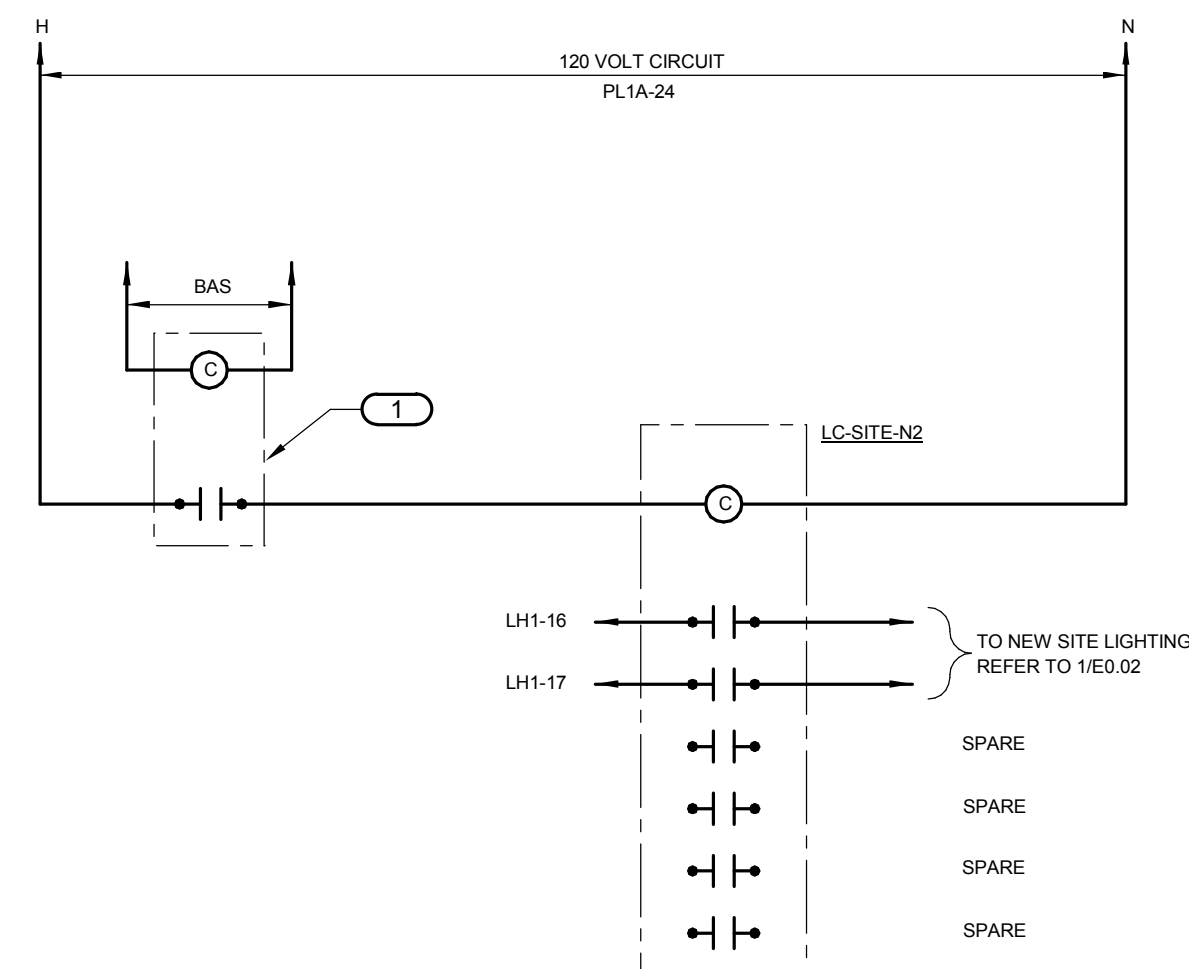 H
N
120 VOLT CIRCUIT
PL1A-24
BAS
C
1
LC-SITE-N2
C
LH1-16
TO NEW SITE LIGHTING
REFER TO 1/E0.02
LH1-17
SPARE
SPARE
SPARE
SPARE